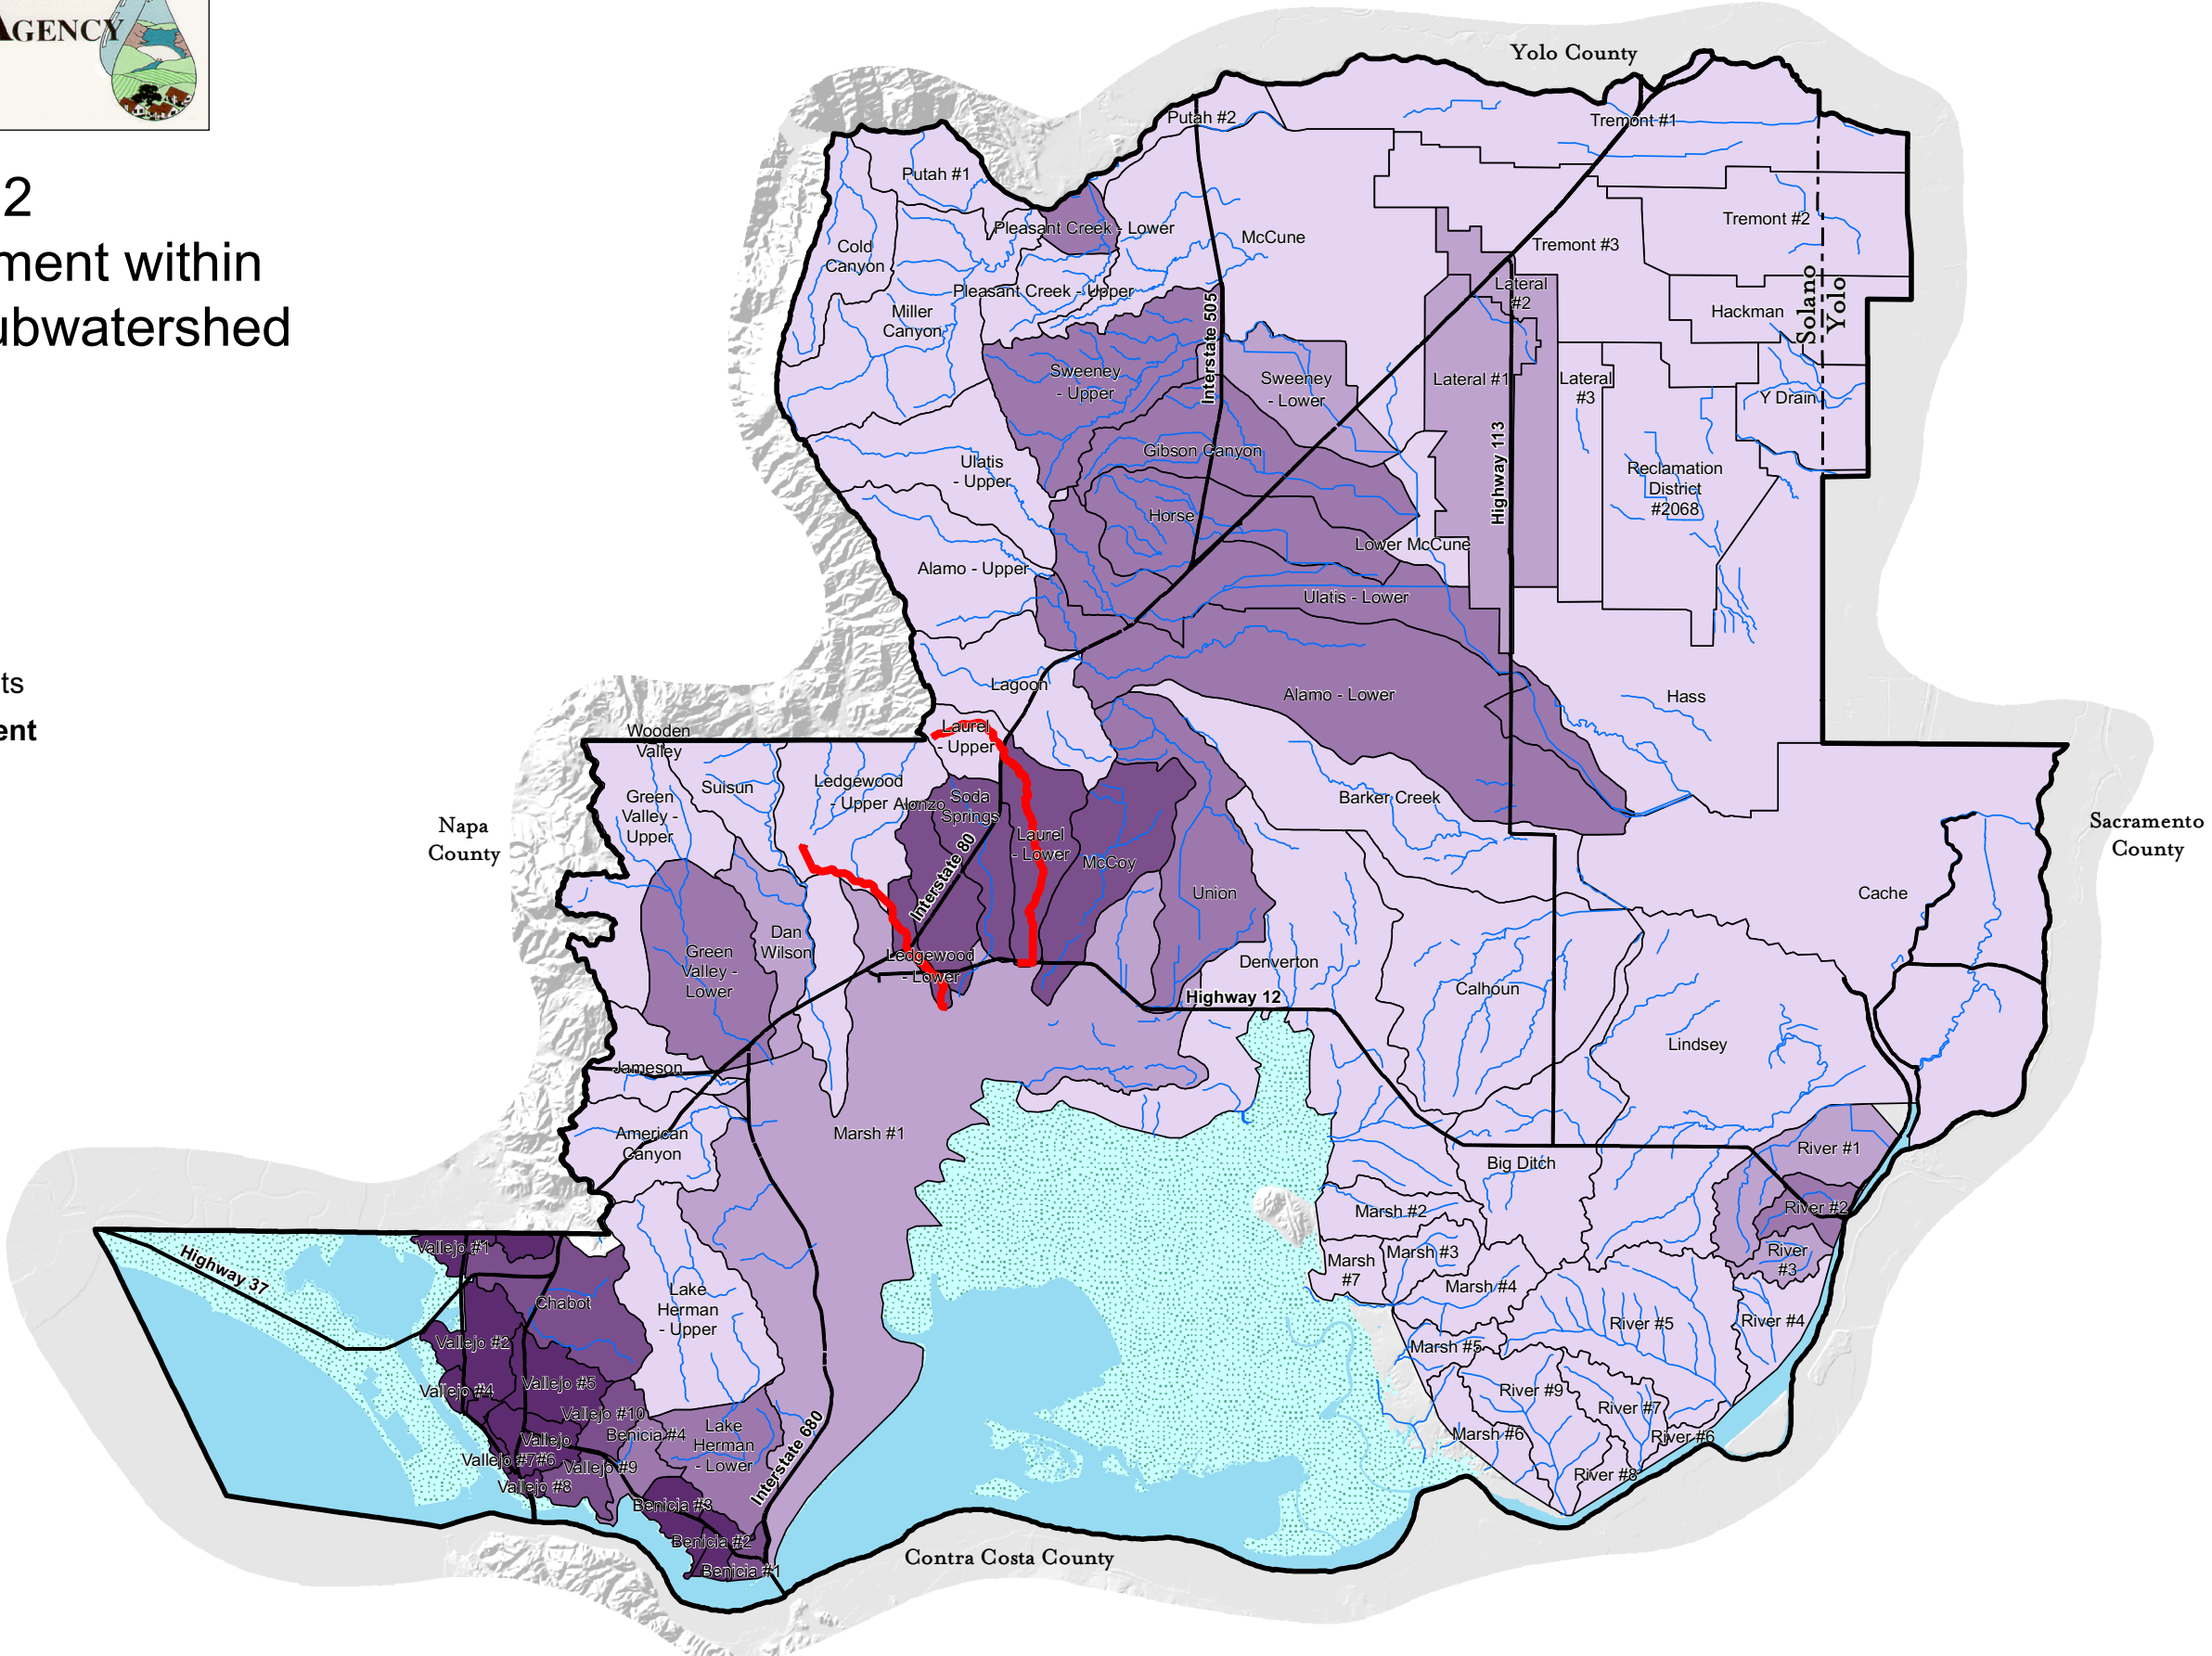 AGENCY
2
ment within
ubwatershed
ts
ent
Yolo County
Putah #2
Tremont #1
Putah #1
Pleasant Creek - Lower
McCune
Tremont #2
Tremont #3
Cold
Canyon
Pleasant Creek - Upper
Lateral
#2
Miller
Canyon
Hackman
Solano
Yolo
Interstate 505
Sweeney
- Upper
Sweeney
- Lower
Lateral #1
Lateral
#3
Y Drain
Gibson Canyon
Highway 113
Ulatis
- Upper
Reclamation
District
#2068
Horse
Lower McCune
Alamo - Upper
Ulatis - Lower
Lagoon
Alamo - Lower
Hass
Laurel
- Upper
Wooden
Valley
Suisun
Ledgewood
- Upper
Alonzo
Soda
Springs
Green
Valley -
Upper
Barker Creek
Napa
County
Sacramento
County
Interstate 80
Laurel
- Lower
McCoy
Union
Cache
Dan
Wilson
Green
Valley -
Lower
Ledgewood
- Lower
Denverton
Highway 12
Calhoun
Lindsey
Jameson
American
Canyon
Marsh #1
River #1
Big Ditch
River #2
Marsh #2
River
#3
Marsh #3
Marsh
#7
Marsh #4
Vallejo #1
Highway 37
Chabot
Lake
Herman
- Upper
River #5
River #4
Vallejo #2
Marsh #5
Vallejo #4
Vallejo #5
River #9
River #7
Vallejo #10
Benicia #4
Lake
Herman
- Lower
Marsh #6
River #6
Vallejo
#6
Vallejo #7
Vallejo #9
Vallejo #8
River #8
Interstate 680
Benicia #3
Benicia #2
Benicia #1
Contra Costa County